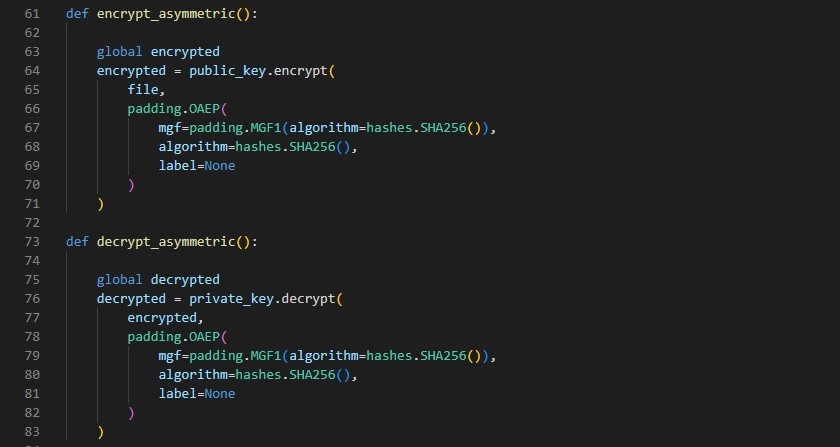 61 def encrypt_asymmetric():
62
63     global encrypted
64     encrypted = public_key.encrypt(
65         file,
66         padding.OAEP(
67             mgf=padding.MGF1(algorithm=hashes.SHA256()),
68             algorithm=hashes.SHA256(),
69             label=None
70         )
71     )
72
73 def decrypt_asymmetric():
74
75     global decrypted
76     decrypted = private_key.decrypt(
77         encrypted,
78         padding.OAEP(
79             mgf=padding.MGF1(algorithm=hashes.SHA256()),
80             algorithm=hashes.SHA256(),
81             label=None
82         )
83     )